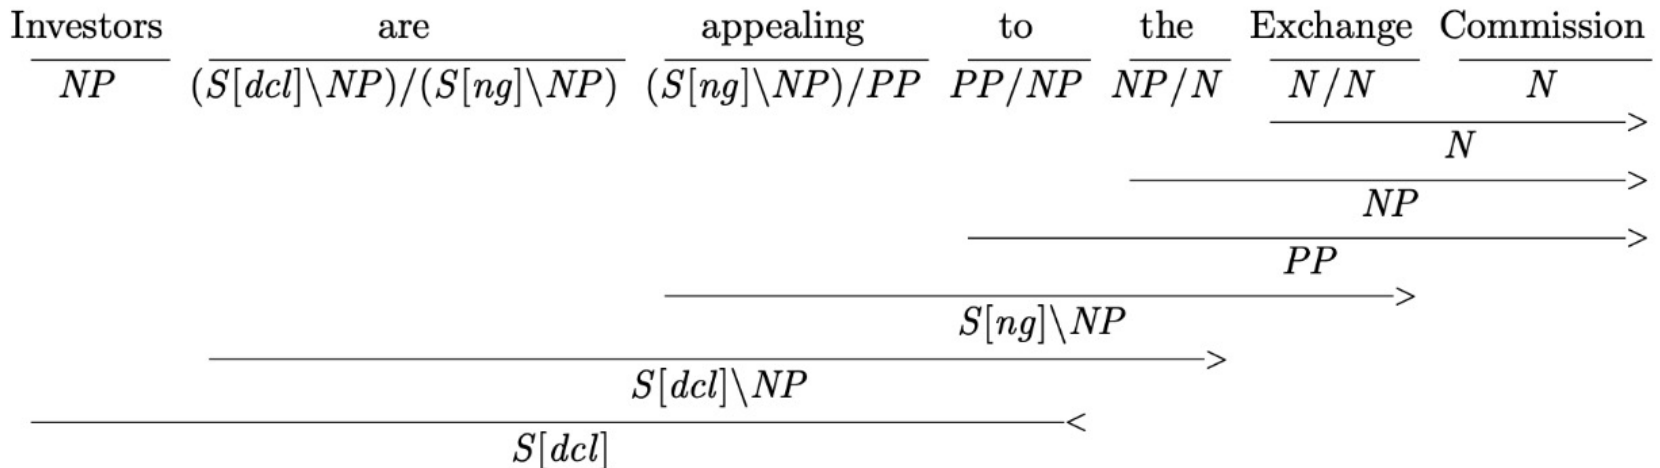 Investors are appealing to the Exchange Commission
NP (S[dcl]\NP)/(S[ng]\NP) (S[ng]\NP)/PP PP/NP NP/N N/N N
>
N
>
NP
>
PP
>
S[ng]\NP
>
S[dcl]\NP
<
S[dcl]